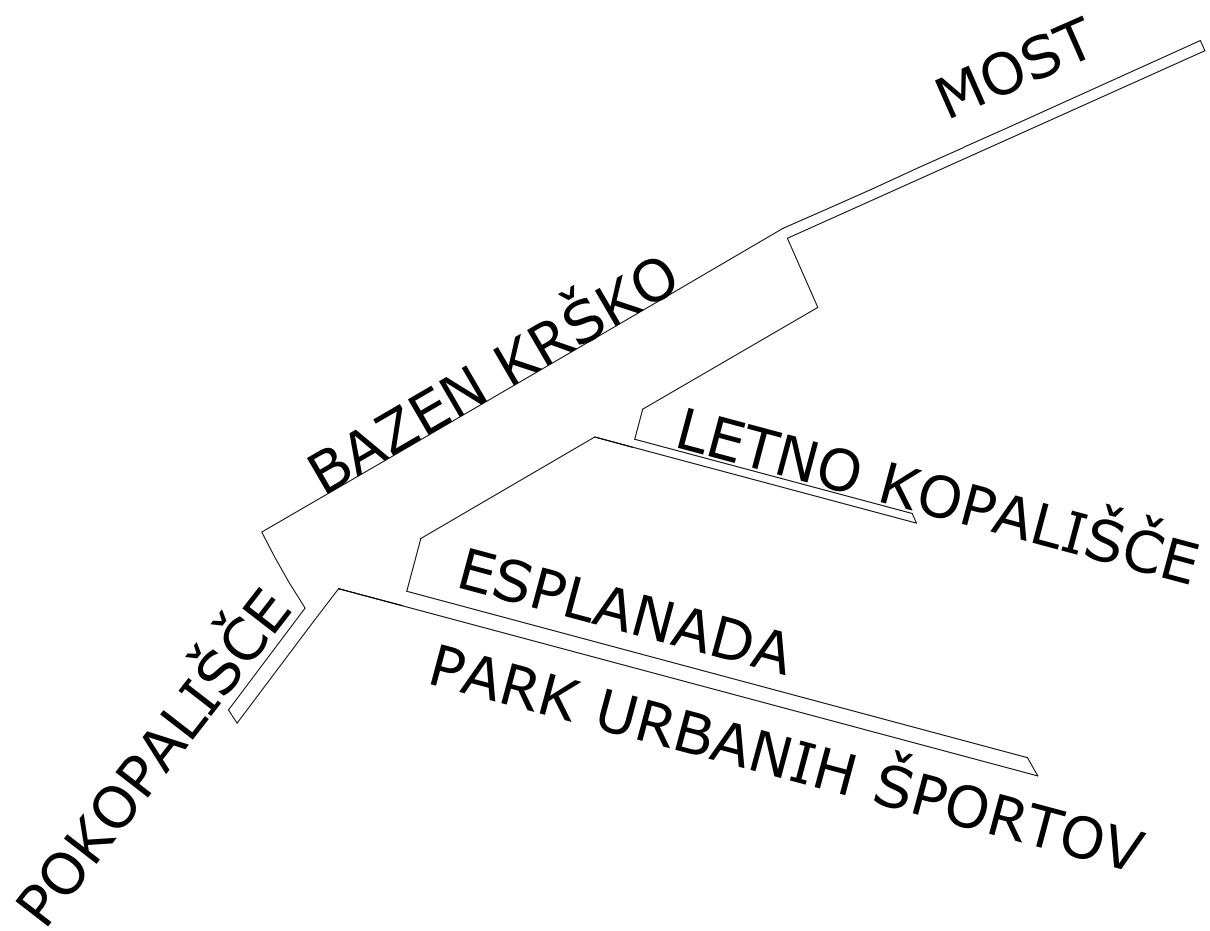 MOST
BAZEN KRŠKO
LETNO KOPALIŠČE
ESPLANADA
POKOPALIŠČE
PARK URBANIH ŠPORTOV